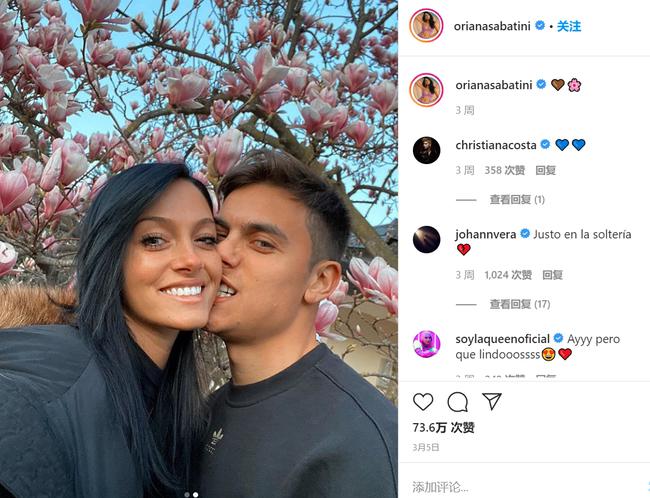 orianasabatini • 关注
orianasabatini 🤎🌸
3 周
christianacosta 💙💙
3 周 358 次赞 回复
查看回复 (1)
johannvera Justo en la soltería
💔
3 周 1,024 次赞 回复
查看回复 (17)
soylaqueenoficial Ayyy pero
que lindooossss😍❤️
73.6万 次赞
3月5日
添加评论...